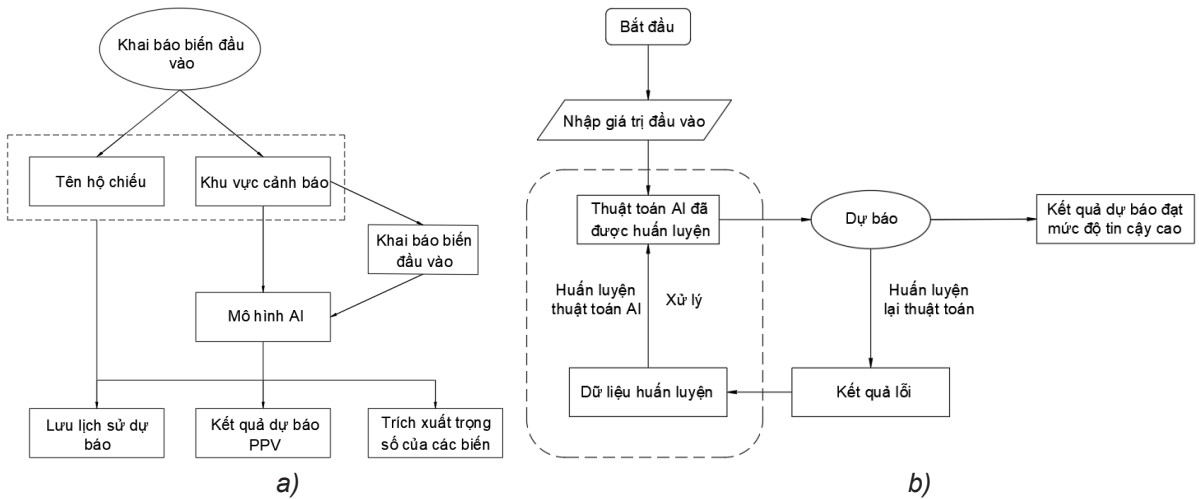 Khai báo biến đầu
vào
Tên hộ chiếu
Khu vực cảnh báo
Khai báo biến
đầu vào
Mô hình AI
Lưu lịch sử dự
báo
Kết quả dự báo
PPV
Trích xuất trọng
số của các biến
a)
Bắt đầu
Nhập giá trị đầu vào
Thuật toán AI đã
được huấn luyện
Dự báo
Kết quả dự báo đạt
mức độ tin cậy cao
Huấn luyện
thuật toán AI
Xử lý
Huấn luyện
lại thuật toán
Dữ liệu huấn luyện
Kết quả lỗi
b)